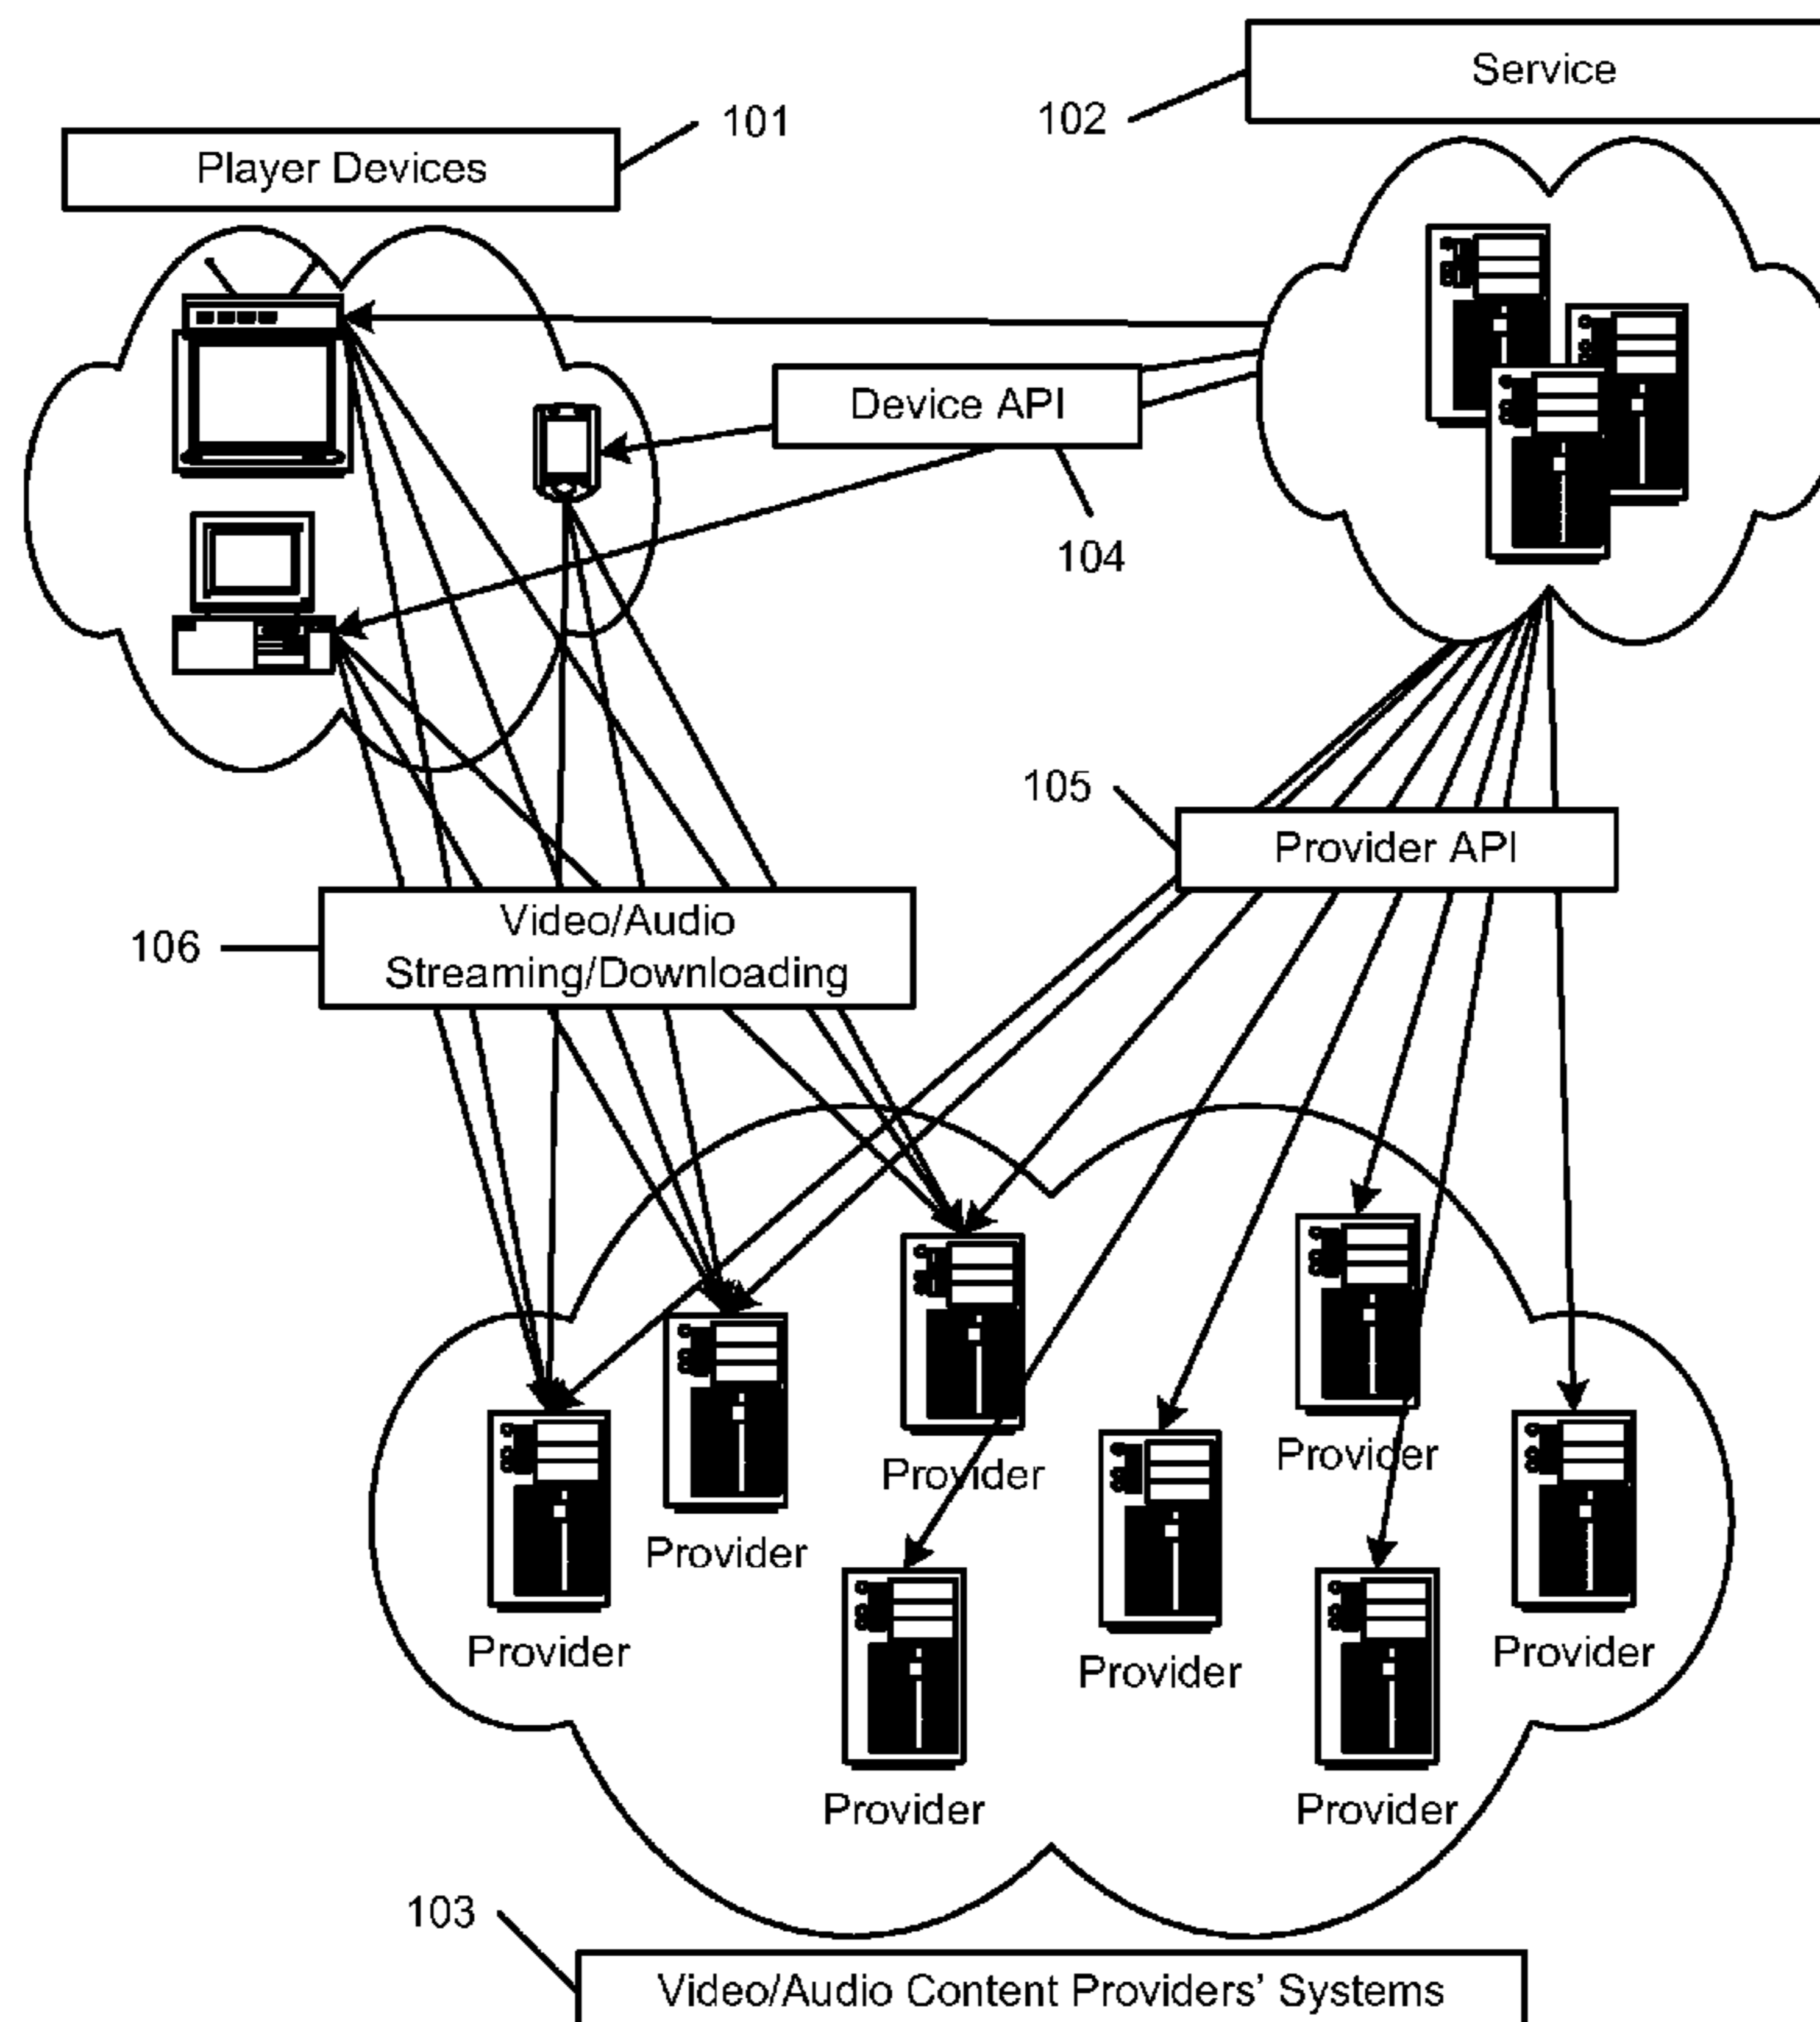 Service
102
101
Player Devices
Device API
104
105
Provider API
106
Video/Audio
Streaming/Downloading
Provider
Provider
Provider
Provider
Provider
Provider
Provider
Provider
103
Video/Audio Content Providers’ Systems